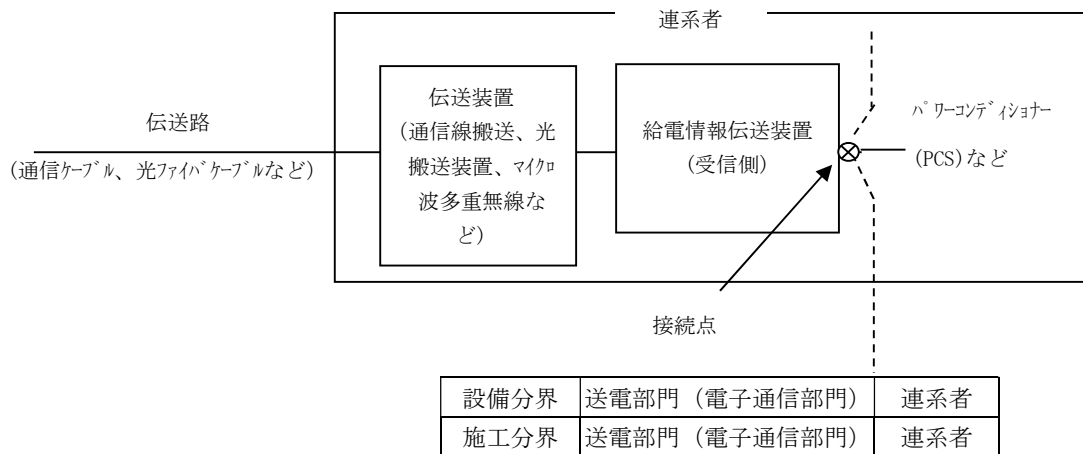 連系者
伝送路
(通信ｹｰﾌﾞﾙ、光ﾌｧｲﾊﾞｹｰﾌﾞﾙなど)
伝送装置
(通信線搬送、光
搬送装置、ﾏｲｸﾛ
波多重無線な
ど)
給電情報伝送装置
(受信側)
ﾊﾟﾜｰｺﾝﾃﾞｨｼｮﾅｰ
(PCS)など
接続点
設備分界 送電部門（電子通信部門） 連系者
施工分界 送電部門（電子通信部門） 連系者